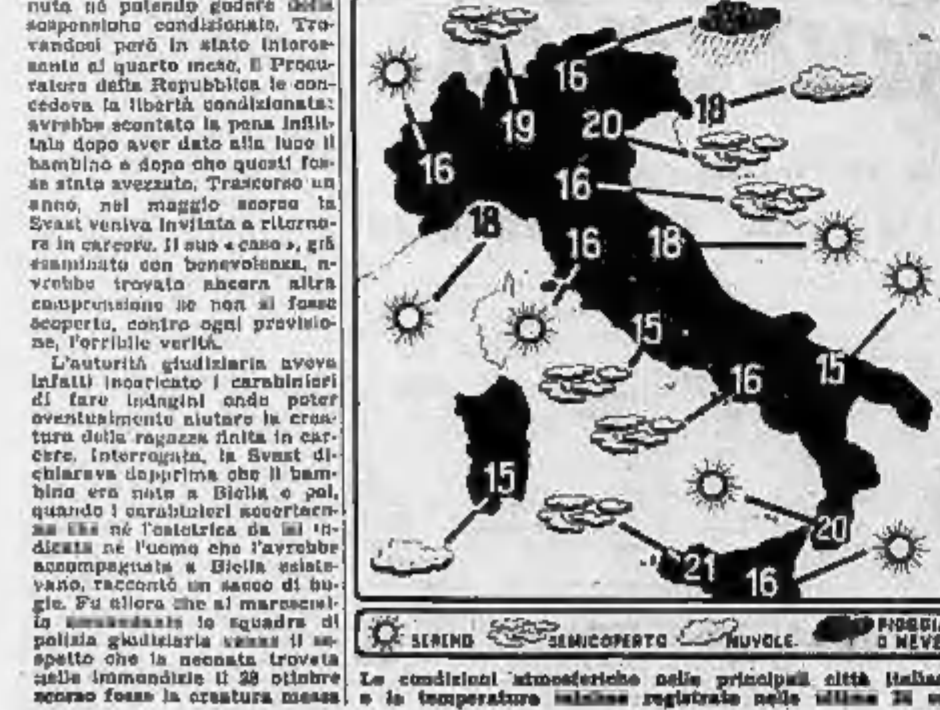 nuta né potendo godere della
sospensione condizionale. Tro-
vandosi però in stato interes-
sante al quarto mese, il Procu-
ratore della Repubblica le con-
cedeva la libertà condizionata:
avrebbe scontato la pena inflit-
tale dopo aver dato alla luce il
bambino e dopo che questi fos-
se stato svezzato. Trascorso un
anno, nel maggio scorso la
Svast veniva invitata a ritorna-
re in carcere. Il suo « caso », già
esaminato con benevolenza, a-
vrebbe trovato ancora altra
comprensione se non si fosse
scoperta, contro ogni previsio-
ne, l'orribile verità.
L'autorità giudiziaria aveva
infatti incaricato i carabinieri
di fare indagini onde poter
eventualmente aiutare la crea-
tura della ragazza finita in car-
cere. Interrogata, la Svast di-
chiarava dapprima che il bam-
bino era nato a Biella e poi,
quando i carabinieri
né l'ostetrica da lei in-
dicata né l'uomo che l'avrebbe
accompagnata a Biella esiste-
vano, raccontò un sacco di bu-
gie. Fu allora che al marescial-
lo la squadra di
polizia giudiziaria venne il so-
spetto che la neonata trovata
nelle immondizie il 28 ottobre
scorso fosse la creatura messa
16
19
16
20
18
16
16
18
16
18
15
16
15
15
20
21
16
SERENO SEMICOPERTO NUVOLE PIOGGIA
O NEVE
Le condizioni atmosferiche nelle principali città italiane
e le temperature registrate nelle ultime 24